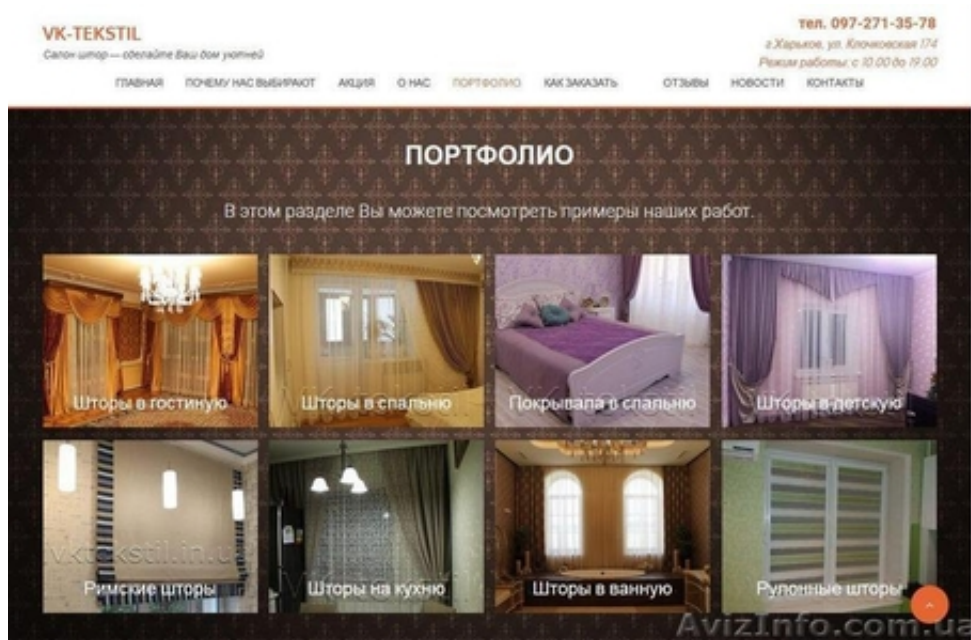 VK-TEKSTIL
Салон штор — сделайте Ваш дом уютней
тел. 097-271-35-78
г.Харьков, ул. Клочковская 174
Режим работы: с 10.00 до 19.00
ГЛАВНАЯ ПОЧЕМУ НАС ВЫБИРАЮТ АКЦИЯ О НАС ПОРТФОЛИО КАК ЗАКАЗАТЬ ОТЗЫВЫ НОВОСТИ КОНТАКТЫ
ПОРТФОЛИО
В этом разделе Вы можете посмотреть примеры наших работ.
Шторы в гостиную Шторы в спальню Покрывала в спальню Шторы в детскую
vktekstil.in.u
Римские шторы Шторы на кухню Шторы в ванную Рулонные шторы
AvizInfo.com.ua